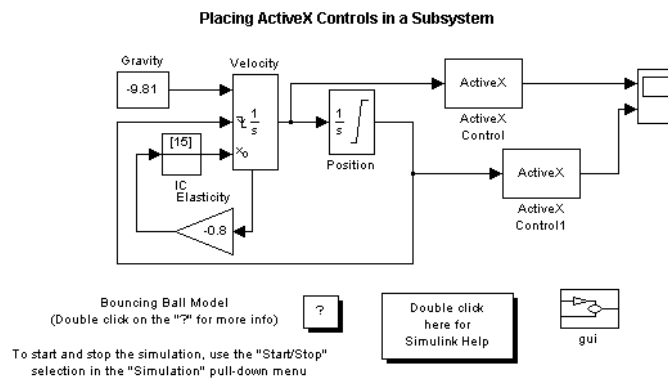 Placing ActiveX Controls in a Subsystem
Gravity
Velocity
-9.81
1
s
x₀
[15]
IC
Elasticity
-0.8
1
s
Position
ActiveX
ActiveX
Control
ActiveX
ActiveX
Control1
Bouncing Ball Model
(Double click on the "?" for more info)
?
Double click
here for
Simulink Help
gui
To start and stop the simulation, use the "Start/Stop"
selection in the "Simulation" pull-down menu